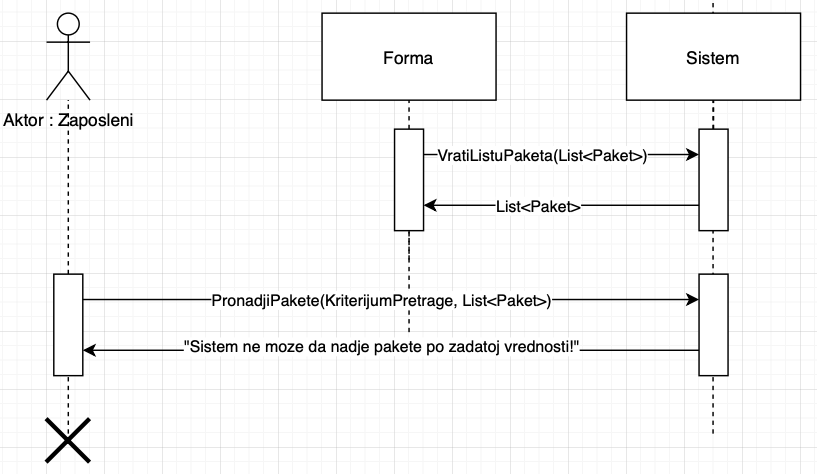 Forma
Sistem
Aktor : Zaposleni
VratiListuPaketa(List<Paket>)
List<Paket>
PronadjiPakete(KriterijumPretrage, List<Paket>)
"Sistem ne moze da nadje pakete po zadatoj vrednosti!"